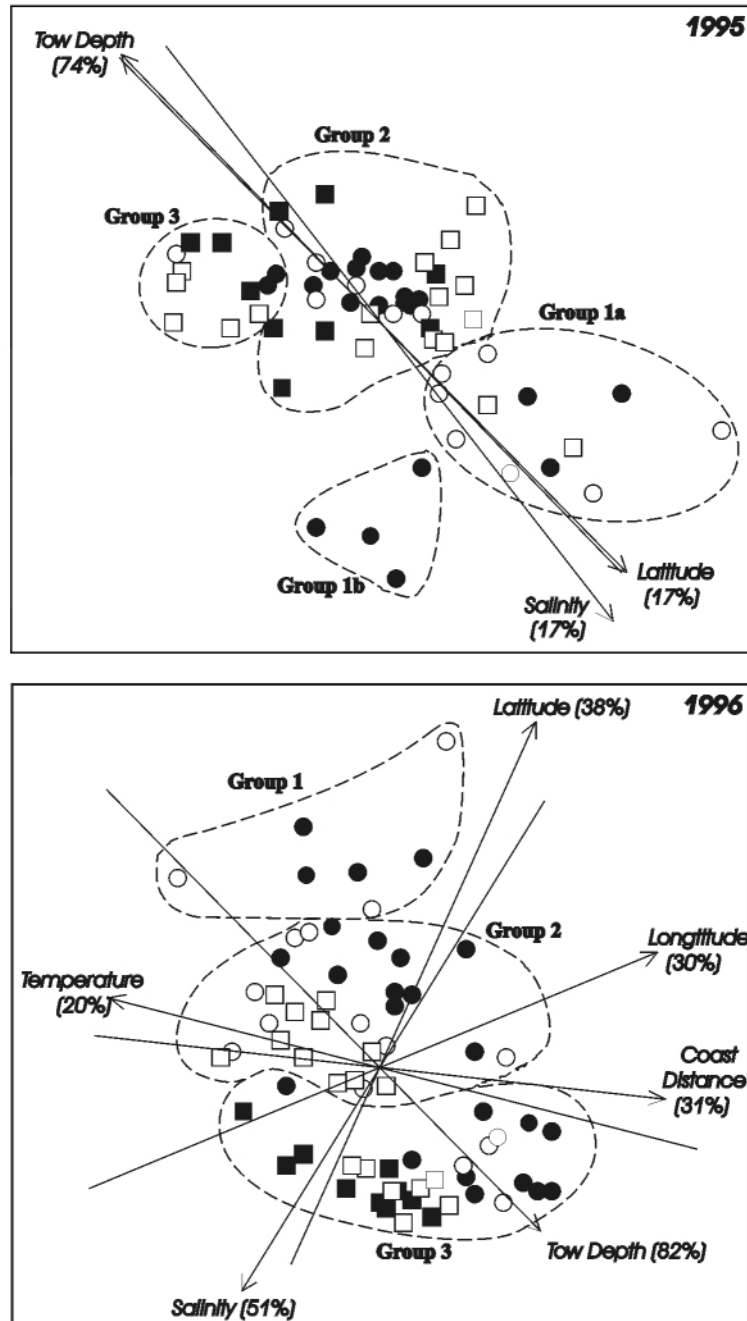 1995
Tow Depth
(74%)
Group 2
Group 3
Group 1a
Group 1b
Latitude
(17%)
Salinity
(17%)
1996
Latitude (38%)
Group 1
Group 2
Longtitude
(30%)
Temperature
(20%)
Coast
Distance
(31%)
Group 3
Tow Depth (82%)
Salinity (51%)